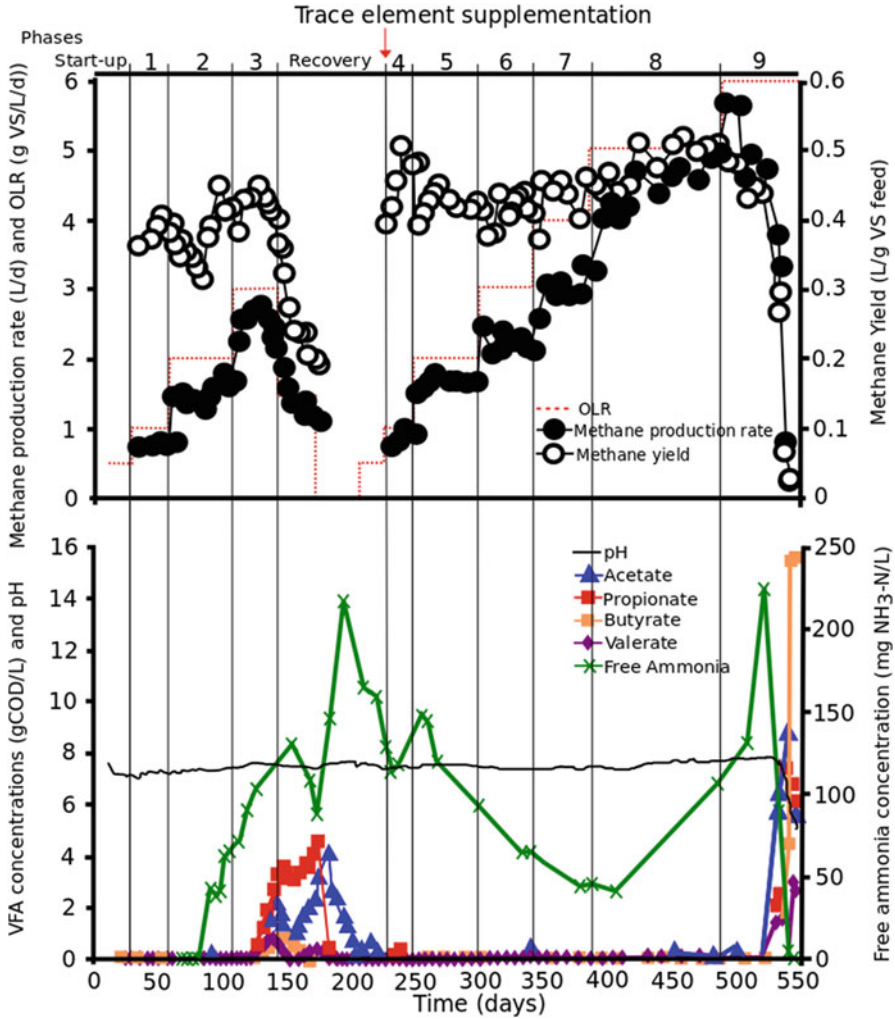 Trace element supplementation
Phases
Start-up 1 2 3 Recovery 4 5 6 7 8 9
Methane production rate (L/d) and OLR (g VS/L/d))
6
5
4
3
2
1
0
0.6
0.5
0.4
0.3
0.2
0.1
0
Methane Yield (L/g VS feed)
OLR
Methane production rate
Methane yield
VFA concentrations (gCOD/L) and pH
16
14
12
10
8
6
4
2
0
250
200
150
100
50
0
Free ammonia concentration (mg NH3-N/L)
pH
Acetate
Propionate
Butyrate
Valerate
Free Ammonia
0 50 100 150 200 250 300 350 400 450 500 550
Time (days)